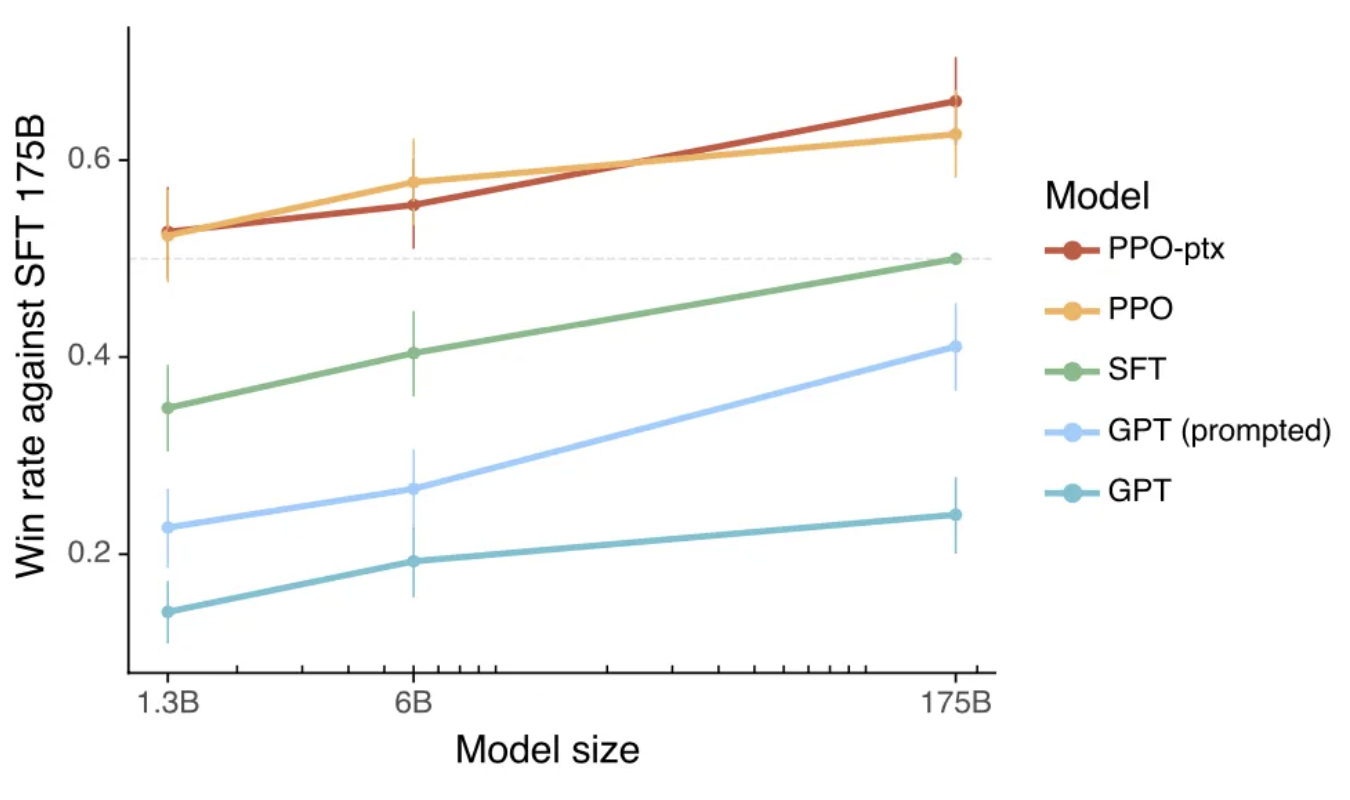 Win rate against SFT 175B
0.6
0.4
0.2
1.3B
6B
175B
Model size
Model
PPO-ptx
PPO
SFT
GPT (prompted)
GPT